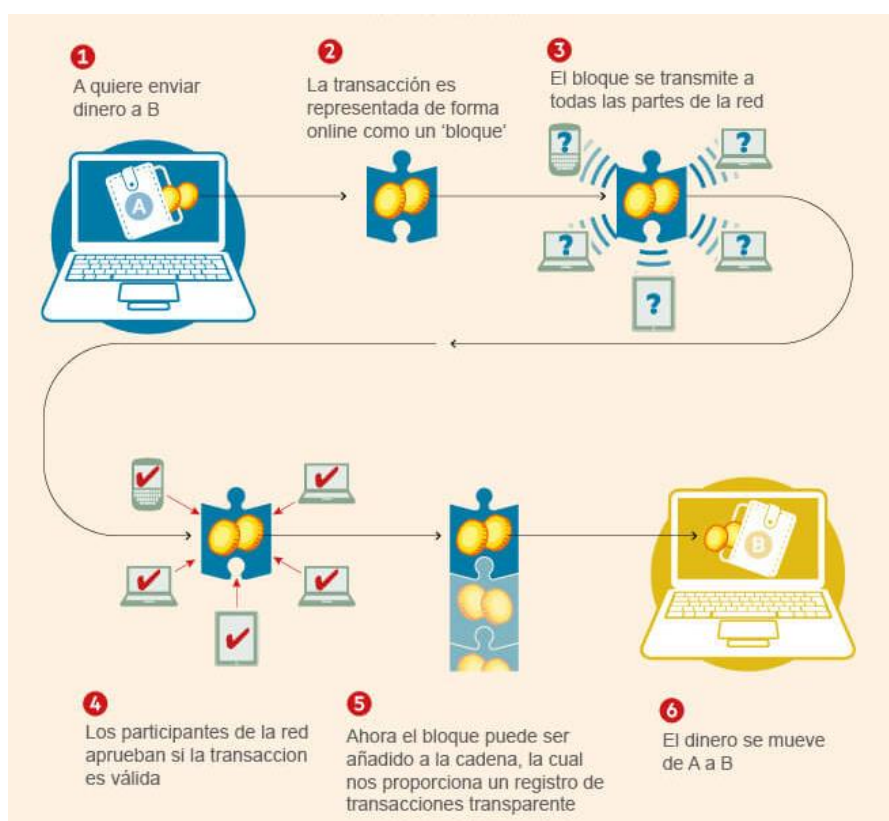 1
A quiere enviar
dinero a B
2
La transacción es
representada de forma
online como un ‘bloque’
3
El bloque se transmite a
todas las partes de la red
A
?
?
?
?
?
4
Los participantes de la red
aprueban si la transaccion
es válida
5
Ahora el bloque puede ser
añadido a la cadena, la cual
nos proporciona un registro de
transacciones transparente
B
6
El dinero se mueve
de A a B